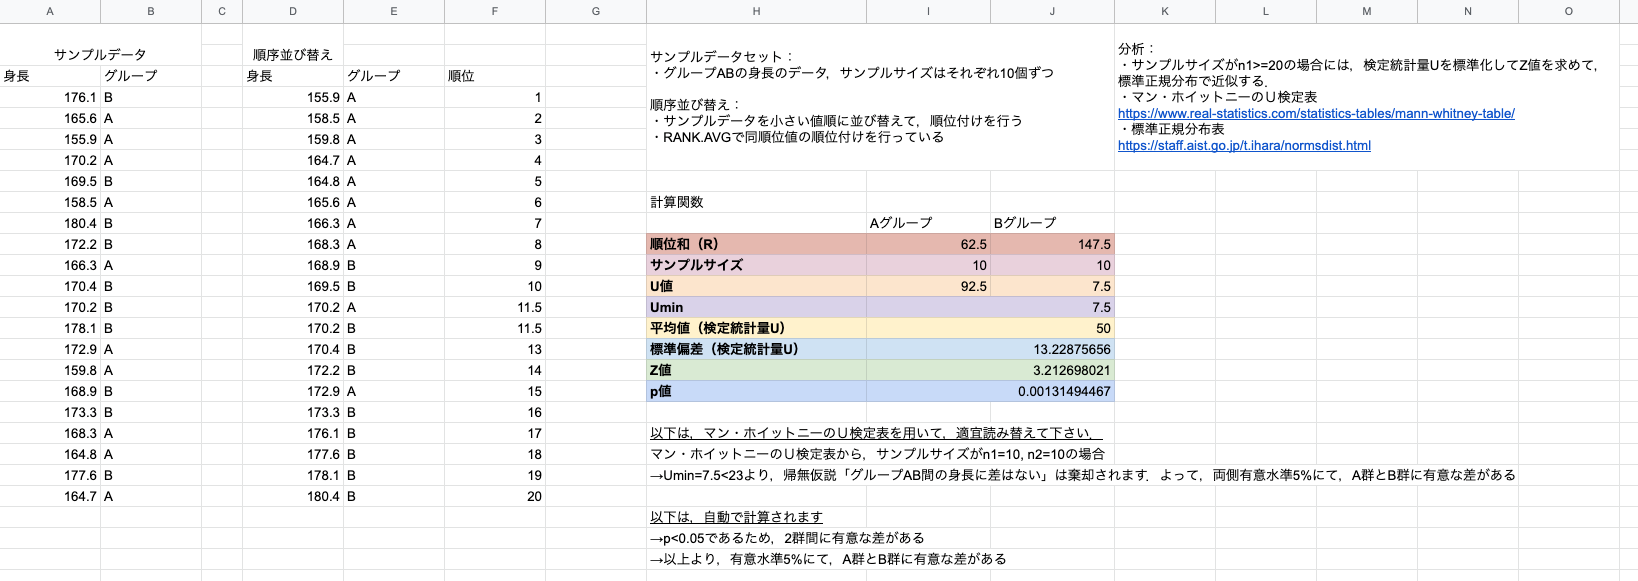 A B C D E F G H I J K L M N O
サンプルデータ 順序並び替え
身長 グループ 身長 グループ 順位
176.1 B 155.9 A 1
165.6 A 158.5 A 2
155.9 A 159.8 A 3
170.2 A 164.7 A 4
169.5 B 164.8 A 5
158.5 A 165.6 A 6
180.4 B 166.3 A 7
172.2 B 168.3 A 8
166.3 A 168.9 B 9
170.4 B 169.5 B 10
170.2 B 170.2 A 11.5
178.1 B 170.2 B 11.5
172.9 A 170.4 B 13
159.8 A 172.2 B 14
168.9 B 172.9 A 15
173.3 B 173.3 B 16
168.3 A 176.1 B 17
164.8 A 177.6 B 18
177.6 B 178.1 B 19
164.7 A 180.4 B 20
サンプルデータセット：
・グループABの身長のデータ，サンプルサイズはそれぞれ10個ずつ
順序並び替え：
・サンプルデータを小さい値順に並び替えて，順位付けを行う
・RANK.AVGで同順位値の順位付けを行っている
分析：
・サンプルサイズがn1>=20の場合には，検定統計量Uを標準化してZ値を求めて，
標準正規分布で近似する．
・マン・ホイットニーのU検定表
https://www.real-statistics.com/statistics-tables/mann-whitney-table/
・標準正規分布表
https://staff.aist.go.jp/t.ihara/normsdist.html
計算関数
Aグループ Bグループ
順位和（R） 62.5 147.5
サンプルサイズ 10 10
U値 92.5 7.5
Umin 7.5
平均値（検定統計量U） 50
標準偏差（検定統計量U） 13.22875656
Z値 3.212698021
p値 0.00131494467
以下は，マン・ホイットニーのU検定表を用いて，適宜読み替えて下さい．
マン・ホイットニーのU検定表から，サンプルサイズがn1=10, n2=10の場合
→Umin=7.5<23より，帰無仮説「グループAB間の身長に差はない」は棄却されます．よって，両側有意水準5%にて，A群とB群に有意な差がある
以下は，自動で計算されます
→p<0.05であるため，2群間に有意な差がある
→以上より，有意水準5%にて，A群とB群に有意な差がある